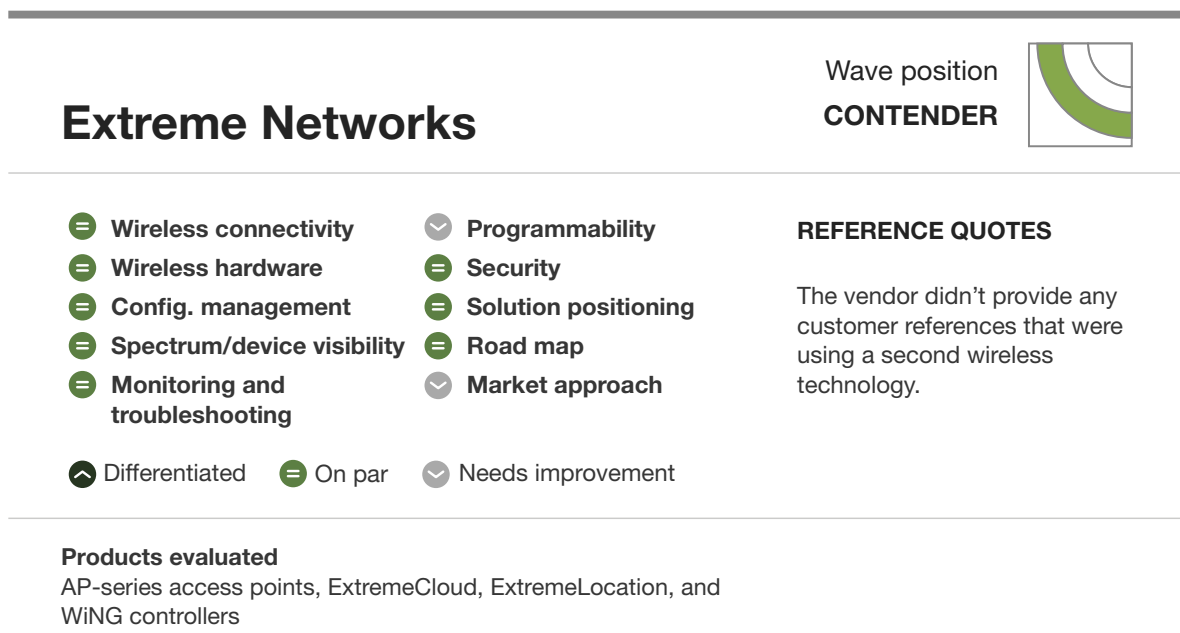 Wave position
CONTENDER
Extreme Networks
Wireless connectivity
Wireless hardware
Config. management
Spectrum/device visibility
Monitoring and
troubleshooting
Programmability
Security
Solution positioning
Road map
Market approach
REFERENCE QUOTES
The vendor didn’t provide any
customer references that were
using a second wireless
technology.
Differentiated
On par
Needs improvement
Products evaluated
AP-series access points, ExtremeCloud, ExtremeLocation, and
WiNG controllers